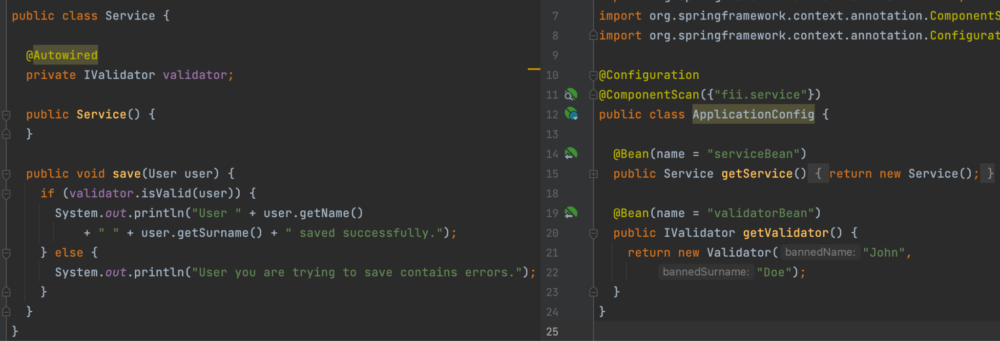 public class Service {
@Autowired
private IValidator validator;
public Service() {
}
public void save(User user) {
if (validator.isValid(user)) {
System.out.println("User " + user.getName()
+ " " + user.getSurname() + " saved successfully.");
} else {
System.out.println("User you are trying to save contains errors.");
}
}
}
7 import org.springframework.context.annotation.ComponentS
8 import org.springframework.context.annotation.Configurat
9
10 @Configuration
11 @ComponentScan({"fii.service"})
12 public class ApplicationConfig {
13
14 @Bean(name = "serviceBean")
15 public Service getService() { return new Service(); }
18
19 @Bean(name = "validatorBean")
20 public IValidator getValidator() {
21 return new Validator( bannedName: "John",
22 bannedSurname: "Doe");
23 }
24 }
25